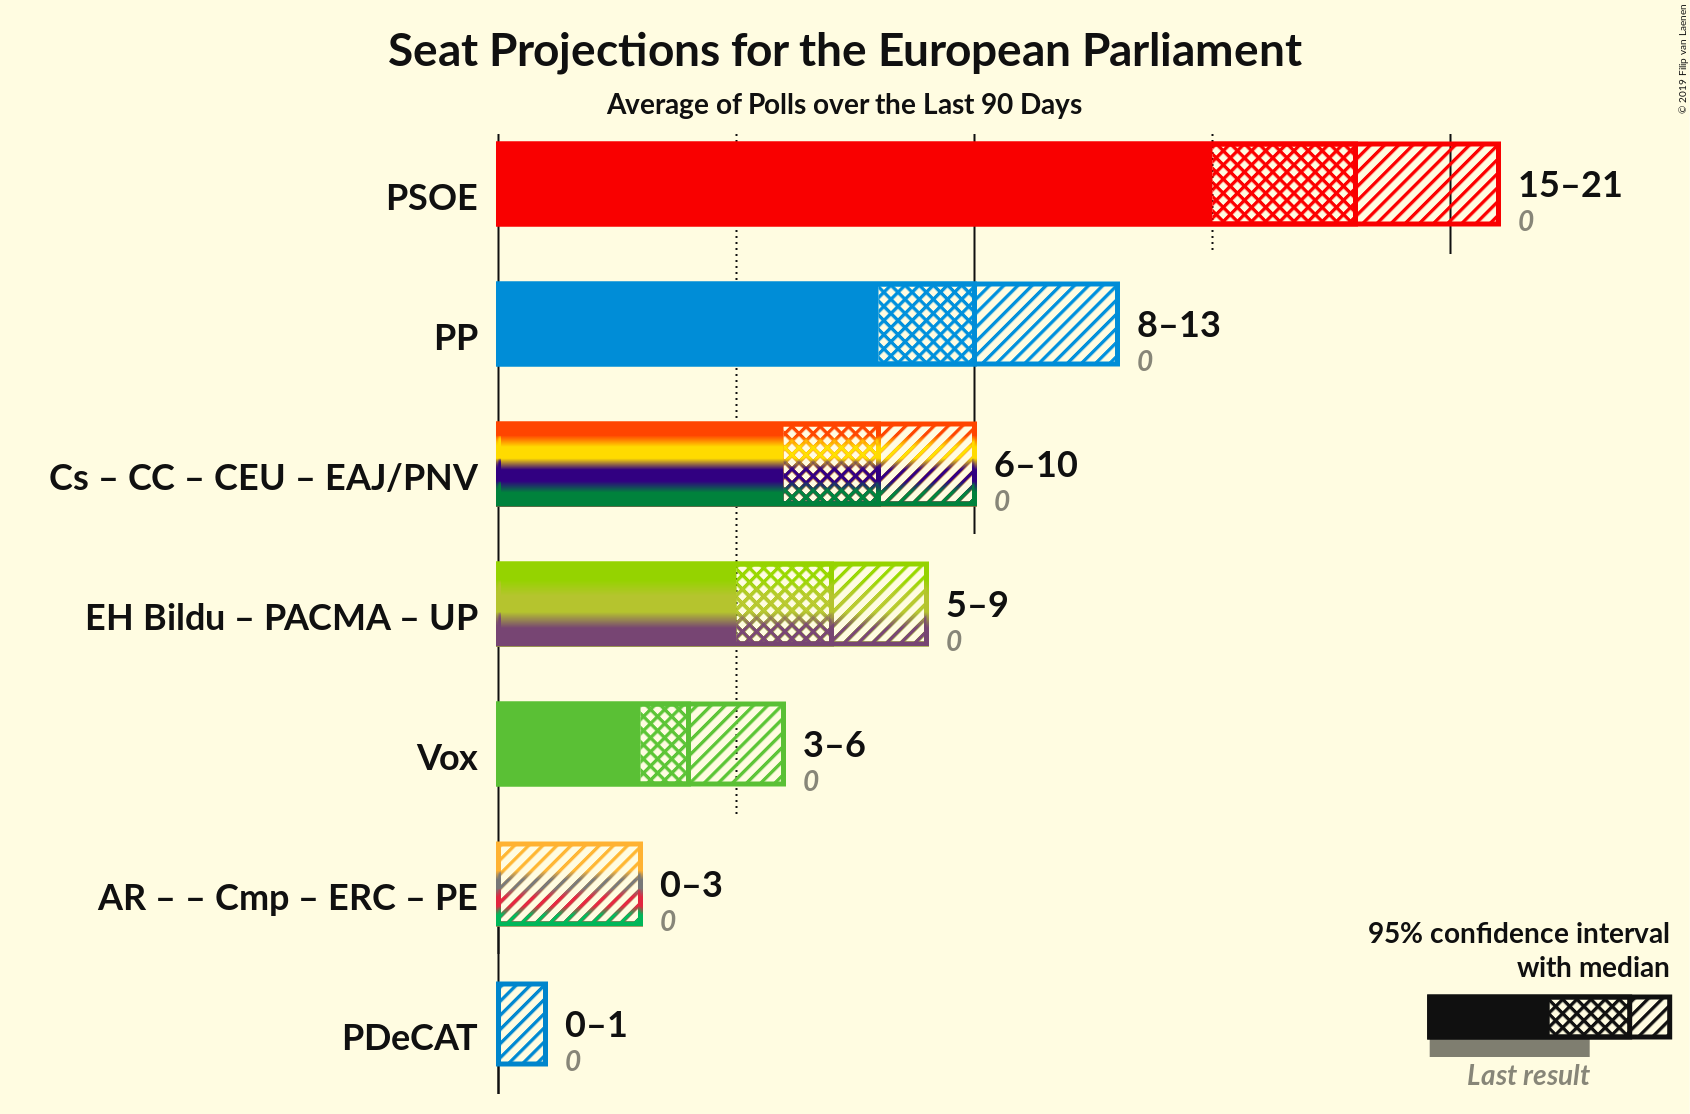 Seat Projections for the European Parliament
Average of Polls over the Last 90 Days
© 2019 Filip van Laenen
PSOE
15–21
0
PP
8–13
0
Cs – CC – CEU – EAJ/PNV
6–10
0
EH Bildu – PACMA – UP
5–9
0
Vox
3–6
0
AR – – Cmp – ERC – PE
0–3
0
PDeCAT
0–1
0
95% confidence interval
with median
Last result